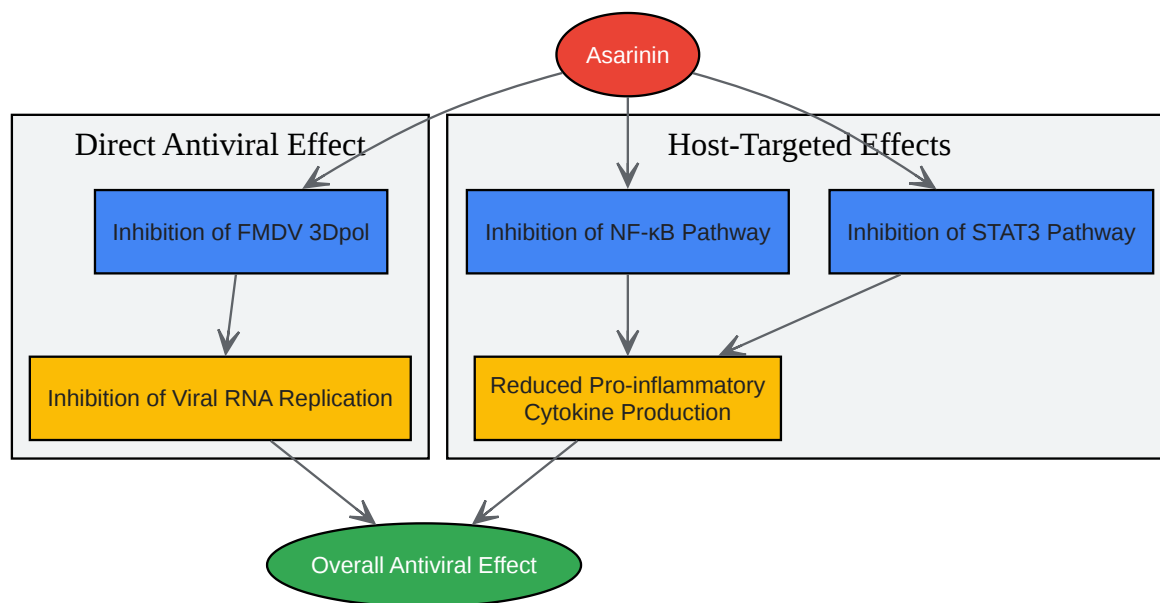 Asarinin
Direct Antiviral Effect
Host-Targeted Effects
Inhibition of FMDV 3Dpol
Inhibition of NF-κB Pathway
Inhibition of STAT3 Pathway
Inhibition of Viral RNA Replication
Reduced Pro-inflammatory
Cytokine Production
Overall Antiviral Effect